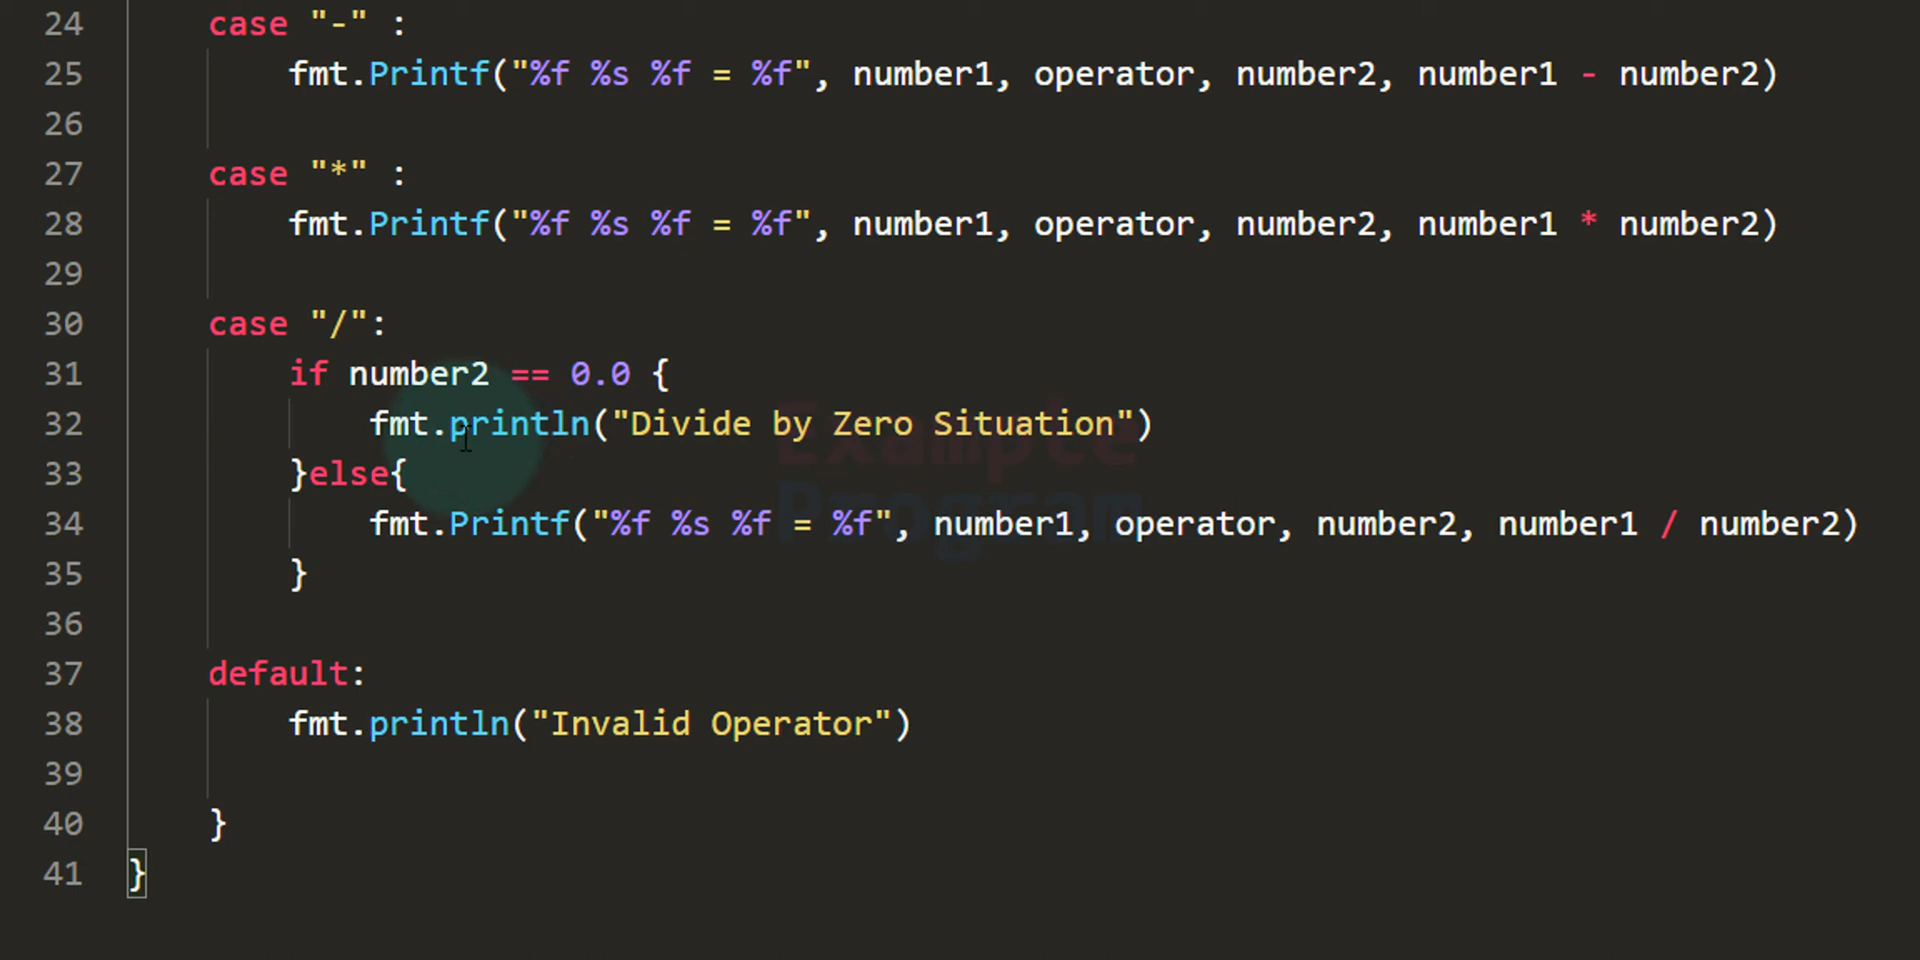 24 case "-" :
25 fmt.Printf("%f %s %f = %f", number1, operator, number2, number1 - number2)
26
27 case "*" :
28 fmt.Printf("%f %s %f = %f", number1, operator, number2, number1 * number2)
29
30 case "/":
31 if number2 == 0.0 {
32 fmt.println("Divide by Zero Situation")
33 }else{
34 fmt.Printf("%f %s %f = %f", number1, operator, number2, number1 / number2)
35 }
36
37 default:
38 fmt.println("Invalid Operator")
39
40 }
41 }
Example
Program